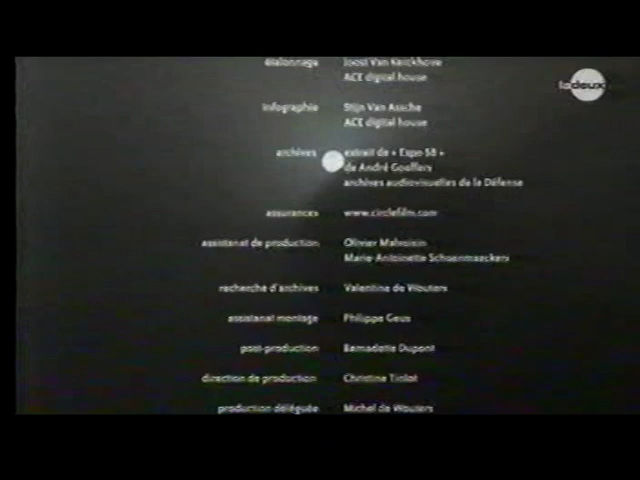 étalonnage Joost Van Kerckhove
ACE digital house
infographie Stijn Van Assche
ACE digital house
archives extrait de « Expo 58 »
de André
archives audiovisuelles de la Défense
assurances www.circlefilm.com
assistanat de production Olivier
Marie-Antoinette Schoenmaeckers
recherche d'archives Valentine de Wouters
assistanat montage Philippe Geus
post-production Bernadette Dupont
direction de production Christine
production déléguée Michel de Wouters
ladeux